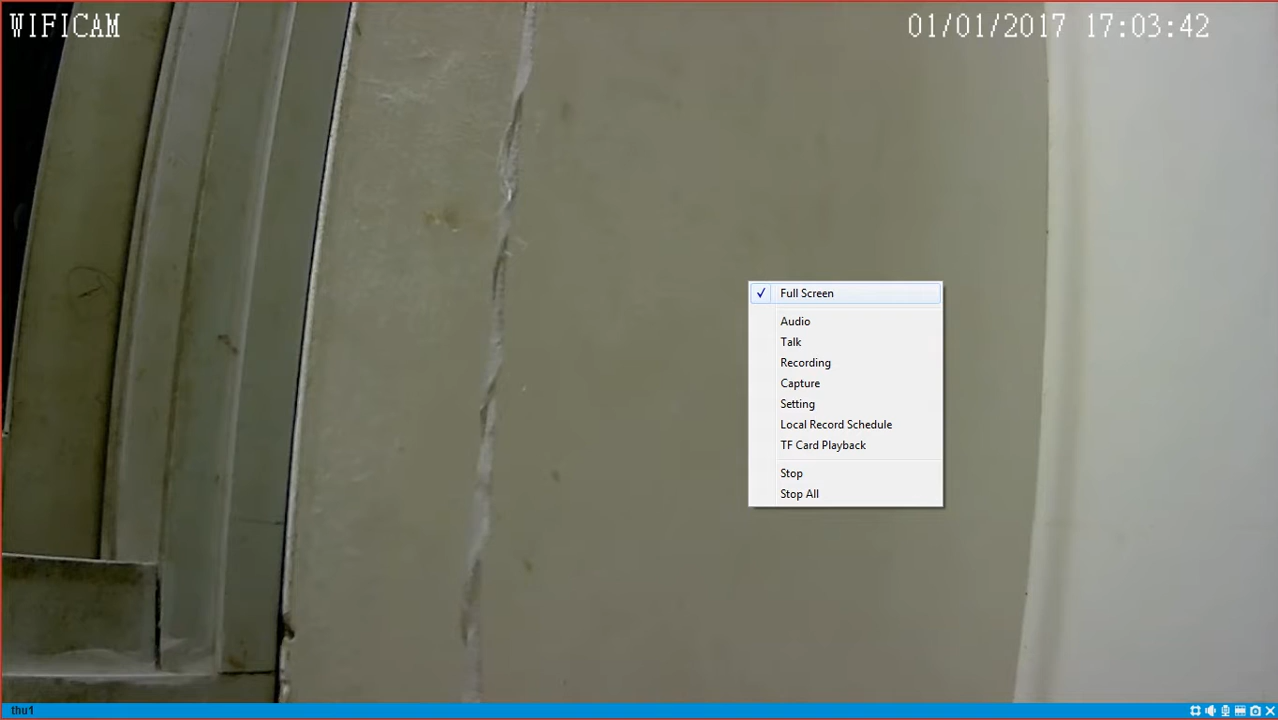 WIFICAM
01/01/2017 17:03:42
Full Screen
Audio
Talk
Recording
Capture
Setting
Local Record Schedule
TF Card Playback
Stop
Stop All
thu1